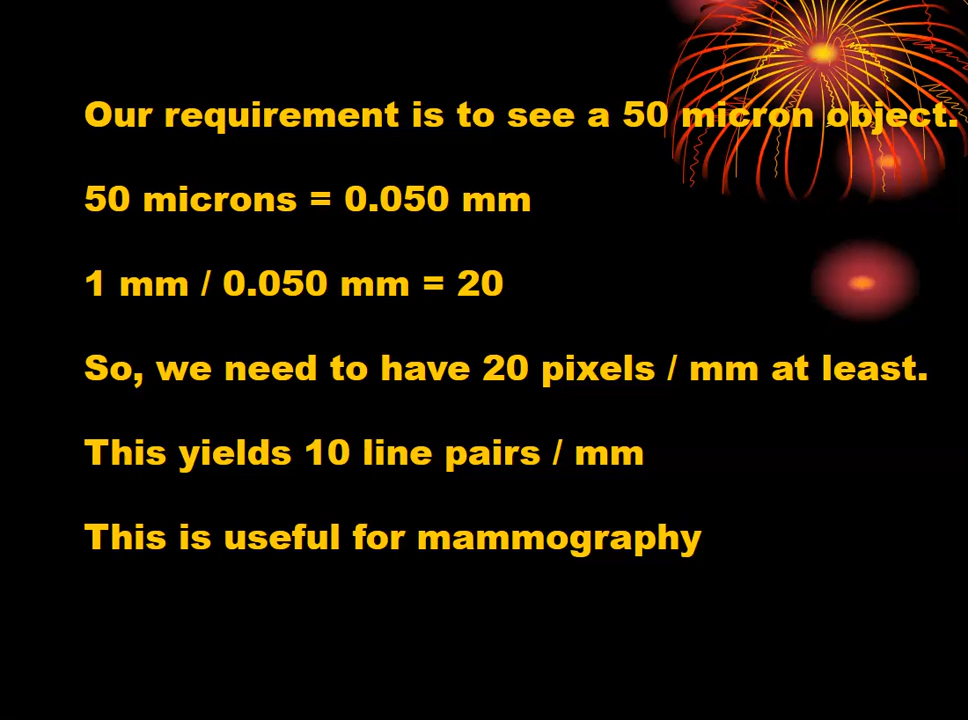 Our requirement is to see a 50 micron object.
50 microns = 0.050 mm
1 mm / 0.050 mm = 20
So, we need to have 20 pixels / mm at least.
This yields 10 line pairs / mm
This is useful for mammography